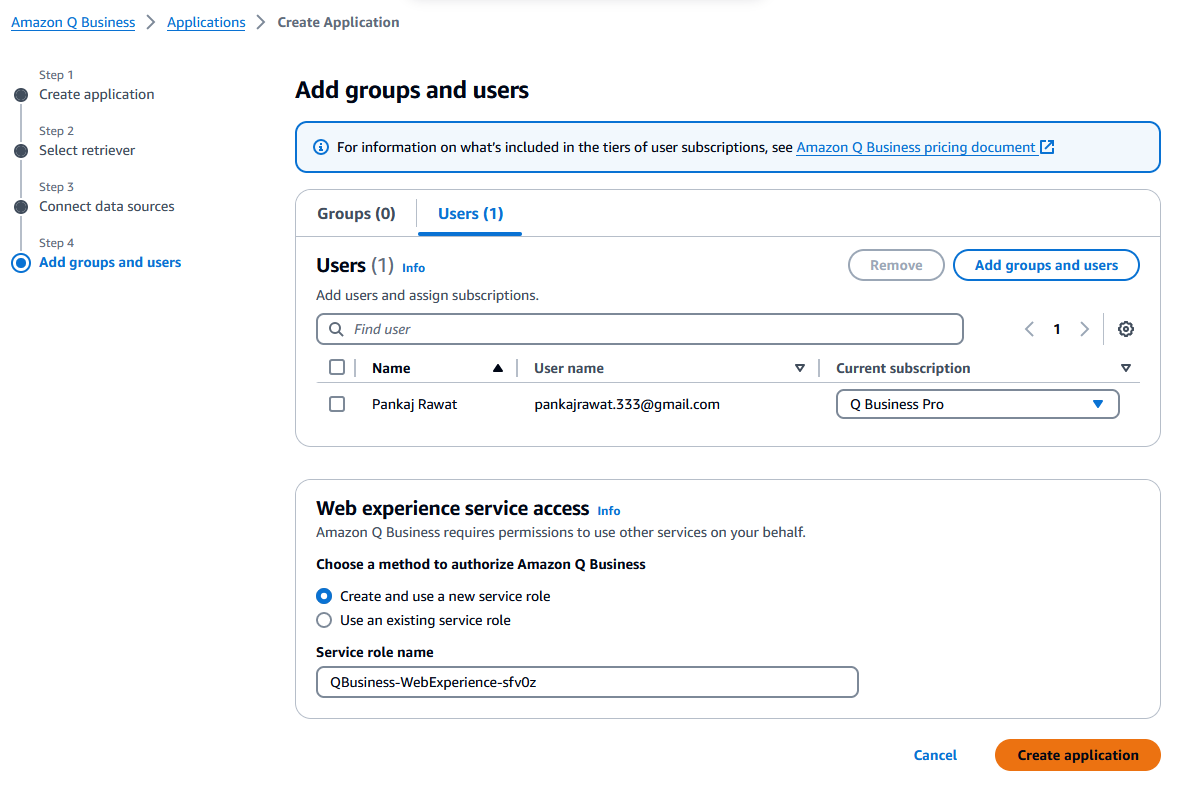 Amazon Q Business > Applications > Create Application
Step 1
Create application
Step 2
Select retriever
Step 3
Connect data sources
Step 4
Add groups and users
Add groups and users
For information on what's included in the tiers of user subscriptions, see Amazon Q Business pricing document
Groups (0) Users (1)
Users (1) Info Remove Add groups and users
Add users and assign subscriptions.
Find user 1
Name User name Current subscription
Pankaj Rawat pankajrawat.333@gmail.com Q Business Pro
Web experience service access Info
Amazon Q Business requires permissions to use other services on your behalf.
Choose a method to authorize Amazon Q Business
Create and use a new service role
Use an existing service role
Service role name
QBusiness-WebExperience-sfv0z
Cancel Create application